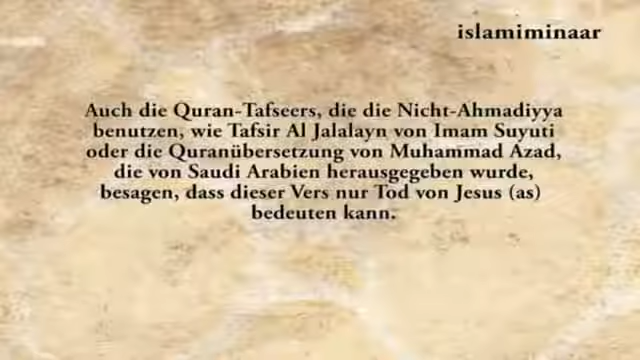 islamiminaar
Auch die Quran-Tafseers, die die Nicht-Ahmadiyya
benutzen, wie Tafsir Al Jalalayn von Imam Suyuti
oder die Quranübersetzung von Muhammad Azad,
die von Saudi Arabien herausgegeben wurde,
besagen, dass dieser Vers nur Tod von Jesus (as)
bedeuten kann.